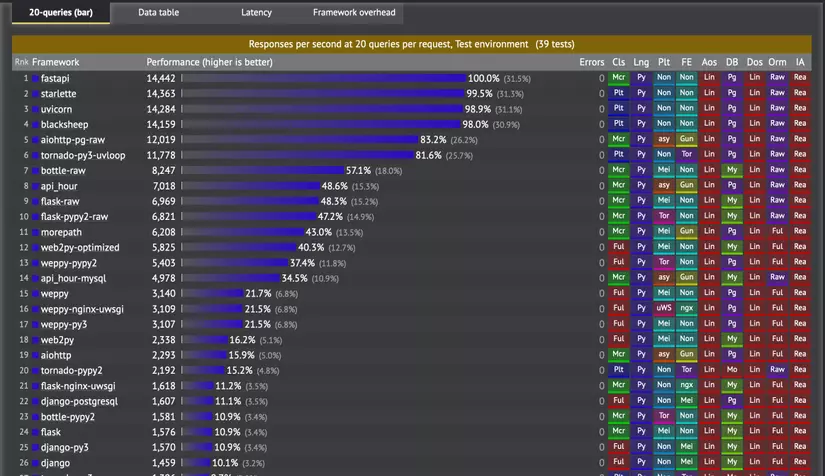 20-queries (bar) Data table Latency Framework overhead
Responses per second at 20 queries per request, Test environment (39 tests)
Rnk Framework Performance (higher is better) Errors Cls Lng Plt FE Aos DB Dos Orm IA
1 fastapi 14,442 100.0% (31.5%) 0 Mcr Py Non Non Lin Pg Lin Raw Rea
2 starlette 14,363 99.5% (31.3%) 0 Plt Py Non Non Lin Pg Lin Raw Rea
3 uvicorn 14,284 98.9% (31.1%) 0 Plt Py Non Non Lin Pg Lin Raw Rea
4 blacksheep 14,159 98.0% (30.9%) 0 Plt Py Non Non Lin Pg Lin Raw Rea
5 aiohttp-pg-raw 12,019 83.2% (26.2%) 0 Mcr Py asy Gun Lin Pg Lin Raw Rea
6 tornado-py3-uvloop 11,778 81.6% (25.7%) 0 Plt Py Non Tor Lin Pg Lin Raw Rea
7 bottle-raw 8,247 57.1% (18.0%) 0 Mcr Py Mei Non Lin My Lin Raw Rea
8 api_hour 7,018 48.6% (15.3%) 0 Mcr Py asy Gun Lin Pg Lin Raw Rea
9 flask-raw 6,969 48.3% (15.2%) 0 Mcr Py Mei Non Lin My Lin Raw Rea
10 flask-pypy2-raw 6,821 47.2% (14.9%) 0 Mcr Py Tor Non Lin My Lin Raw Rea
11 morepath 6,208 43.0% (13.5%) 0 Mcr Py Mei Gun Lin Pg Lin Ful Rea
12 web2py-optimized 5,825 40.3% (12.7%) 0 Ful Py Mei Non Lin My Lin Ful Rea
13 weppy-pypy2 5,403 37.4% (11.8%) 0 Ful Py Tor Non Lin Pg Lin Ful Rea
14 api_hour-mysql 4,978 34.5% (10.9%) 0 Mcr Py asy Gun Lin My Lin Raw Rea
15 weppy 3,140 21.7% (6.8%) 0 Ful Py Mei Non Lin Pg Lin Ful Rea
16 weppy-nginx-uwsgi 3,109 21.5% (6.8%) 0 Ful Py uWS ngx Lin Pg Lin Ful Rea
17 weppy-py3 3,107 21.5% (6.8%) 0 Ful Py Mei Non Lin Pg Lin Ful Rea
18 web2py 2,338 16.2% (5.1%) 0 Ful Py Mei Non Lin My Lin Ful Rea
19 aiohttp 2,293 15.9% (5.0%) 0 Mcr Py asy Gun Lin Pg Lin Ful Rea
20 tornado-pypy2 2,192 15.2% (4.8%) 0 Plt Py Non Tor Lin Mo Lin Raw Rea
21 flask-nginx-uwsgi 1,618 11.2% (3.5%) 0 Mcr Py Non ngx Lin My Lin Ful Rea
22 django-postgresql 1,607 11.1% (3.5%) 0 Ful Py Non Mei Lin Pg Lin Ful Rea
23 bottle-pypy2 1,581 10.9% (3.4%) 0 Mcr Py Tor Non Lin My Lin Ful Rea
24 flask 1,576 10.9% (3.4%) 0 Mcr Py Mei Non Lin My Lin Ful Rea
25 django-py3 1,570 10.9% (3.4%) 0 Ful Py Non Mei Lin My Lin Ful Rea
26 django 1,459 10.1% (3.2%) 0 Ful Py Non Mei Lin My Lin Ful Rea